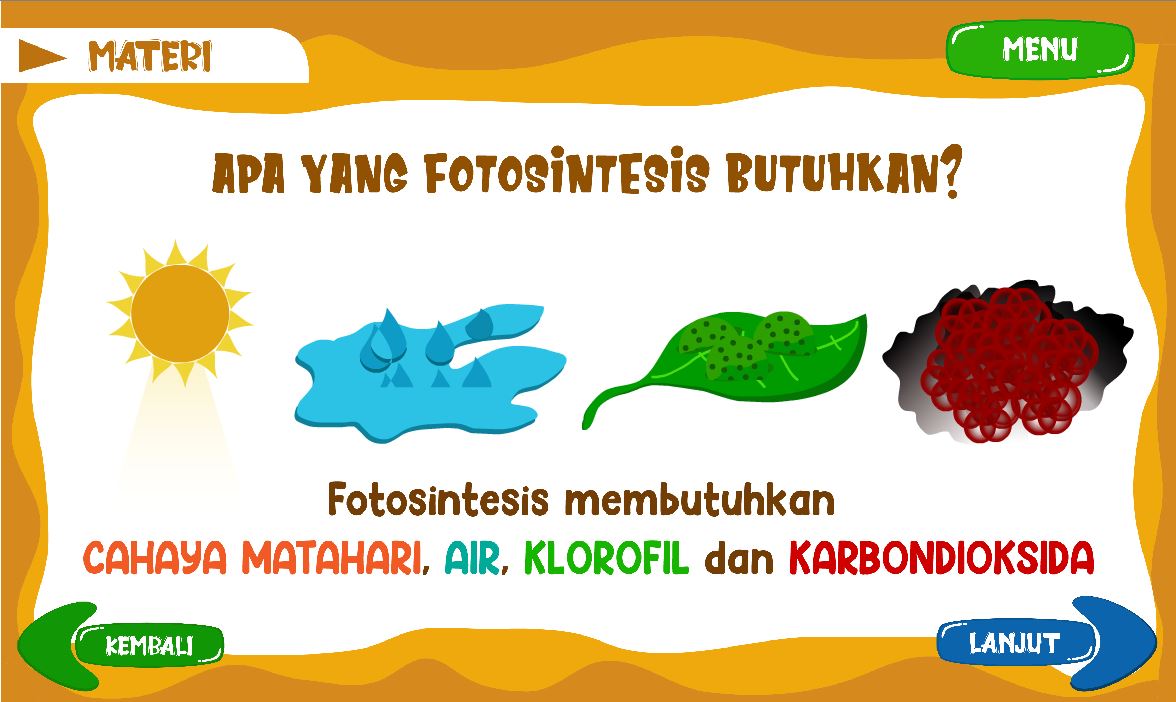 MATERI
MENU
APA YANG FOTOSiNTESiS BUTUHKAN?
Fotosintesis membutuhkan
CAHAYA MATAHARI, AIR, KLOROFIL dan KARBONDIOKSIDA
KEMBALI
LANJUT